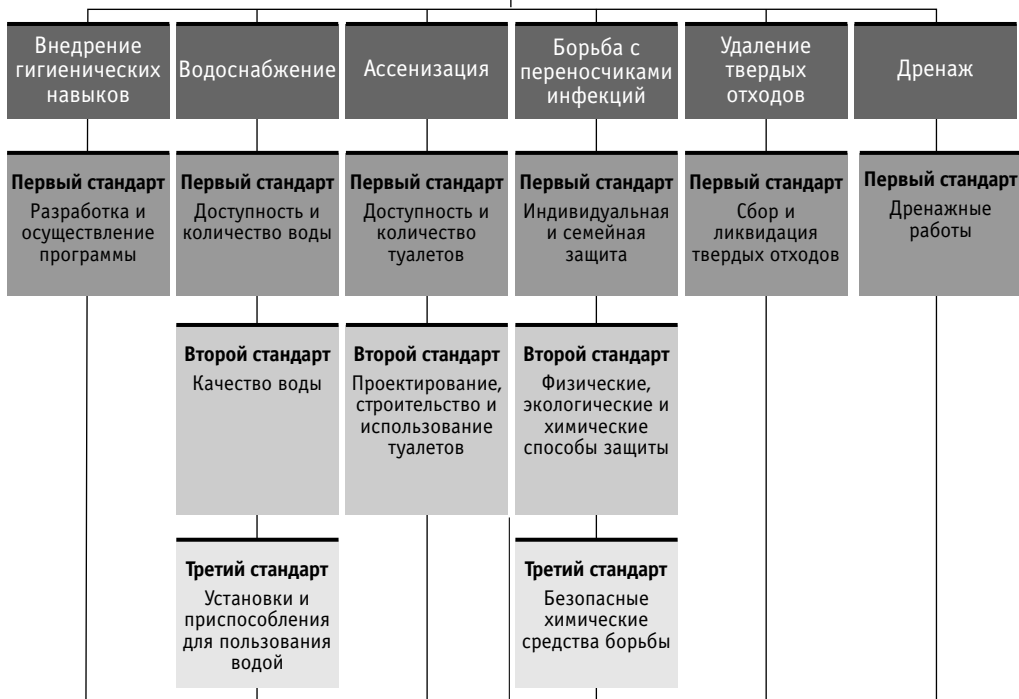 Внедрение
гигиенических
навыков
Водоснабжение
Ассенизация
Борьба с
переносчиками
инфекций
Удаление
твердых
отходов
Дренаж
Первый стандарт
Разработка и
осуществление
программы
Первый стандарт
Доступность и
количество воды
Первый стандарт
Доступность и
количество
туалетов
Первый стандарт
Индивидуальная
и семейная
защита
Первый стандарт
Сбор и
ликвидация
твердых отходов
Первый стандарт
Дренажные
работы
Второй стандарт
Качество воды
Второй стандарт
Проектирование,
строительство и
использование
туалетов
Второй стандарт
Физические,
экологические и
химические
способы защиты
Третий стандарт
Установки и
приспособления
для пользования
водой
Третий стандарт
Безопасные
химические
средства борьбы